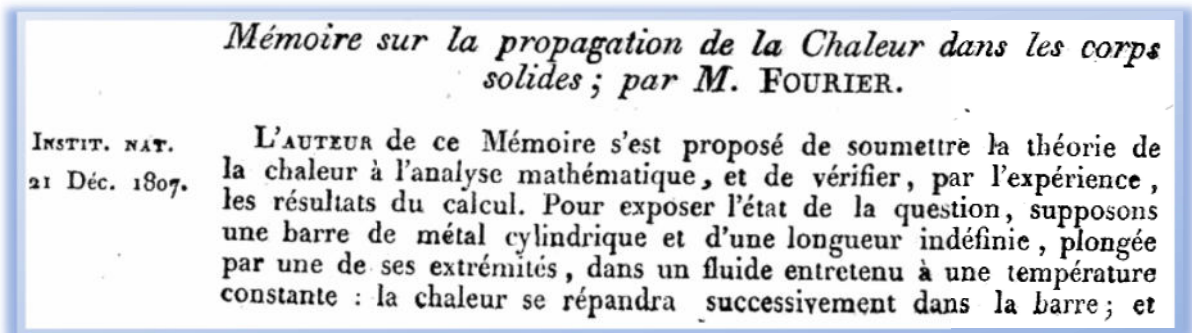 Mémoire sur la propagation de la Chaleur dans les corps
solides ; par M. FOURIER.
INSTIT. NAT.
21 Déc. 1807.
L'AUTEUR de ce Mémoire s'est proposé de soumettre la théorie de
la chaleur à l'analyse mathématique, et de vérifier, par l'expérience,
les résultats du calcul. Pour exposer l'état de la question, supposons
une barre de métal cylindrique et d'une longueur indéfinie, plongée
par une de ses extrémités, dans un fluide entretenu à une température
constante : la chaleur se répandra successivement dans la barre; et